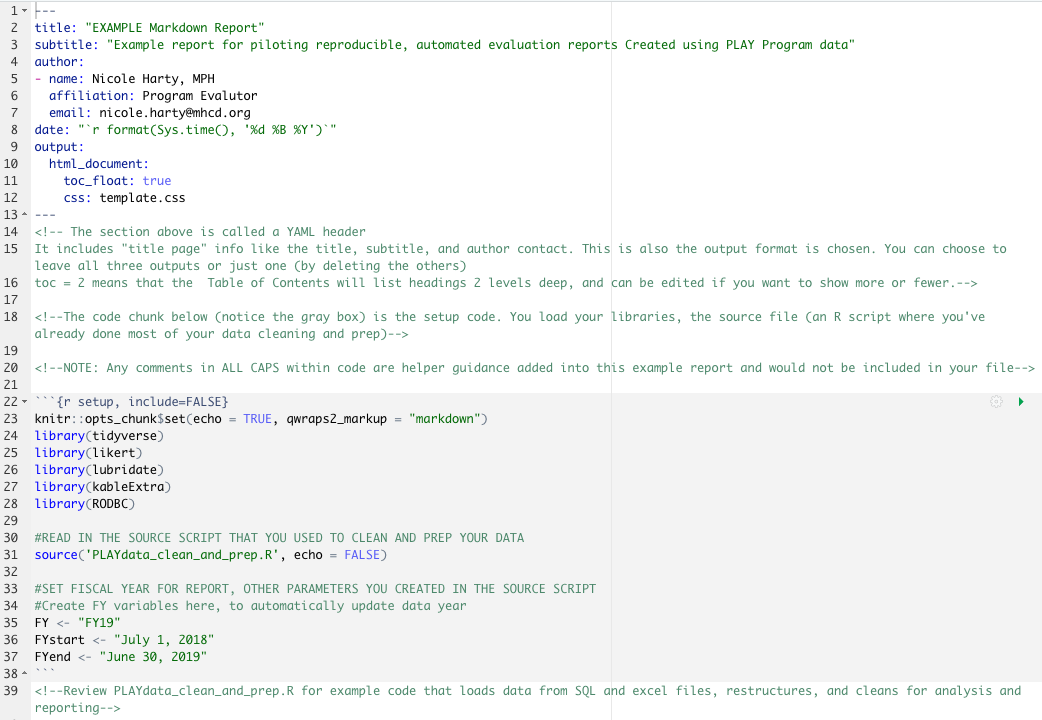 1 ---
2 title: "EXAMPLE Markdown Report"
3 subtitle: "Example report for piloting reproducible, automated evaluation reports Created using PLAY Program data"
4 author:
5 - name: Nicole Harty, MPH
6   affiliation: Program Evalutor
7   email: nicole.harty@mhcd.org
8 date: "`r format(Sys.time(), '%d %B %Y')`"
9 output:
10   html_document:
11     toc_float: true
12     css: template.css
13 ---
14 <!-- The section above is called a YAML header
15 It includes "title page" info like the title, subtitle, and author contact. This is also the output format is chosen. You can choose to
leave all three outputs or just one (by deleting the others)
16 toc = 2 means that the  Table of Contents will list headings 2 levels deep, and can be edited if you want to show more or fewer.-->
17
18 <!--The code chunk below (notice the gray box) is the setup code. You load your libraries, the source file (an R script where you've
already done most of your data cleaning and prep)-->
19
20 <!--NOTE: Any comments in ALL CAPS within code are helper guidance added into this example report and would not be included in your file-->
21
22 ```{r setup, include=FALSE}
23 knitr::opts_chunk$set(echo = TRUE, qwraps2_markup = "markdown")
24 library(tidyverse)
25 library(likert)
26 library(lubridate)
27 library(kableExtra)
28 library(RODBC)
29
30 #READ IN THE SOURCE SCRIPT THAT YOU USED TO CLEAN AND PREP YOUR DATA
31 source('PLAYdata_clean_and_prep.R', echo = FALSE)
32
33 #SET FISCAL YEAR FOR REPORT, OTHER PARAMETERS YOU CREATED IN THE SOURCE SCRIPT
34 #Create FY variables here, to automatically update data year
35 FY <- "FY19"
36 FYstart <- "July 1, 2018"
37 FYend <- "June 30, 2019"
38 ```
39 <!--Review PLAYdata_clean_and_prep.R for example code that loads data from SQL and excel files, restructures, and cleans for analysis and
reporting-->